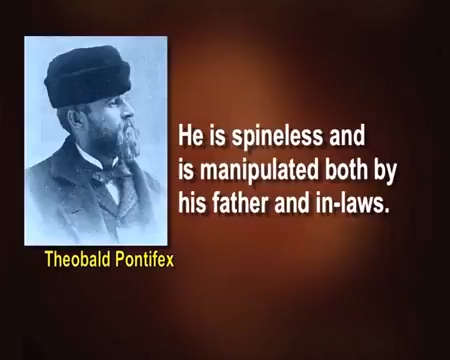 He is spineless and
is manipulated both by
his father and in-laws.
Theobald Pontifex